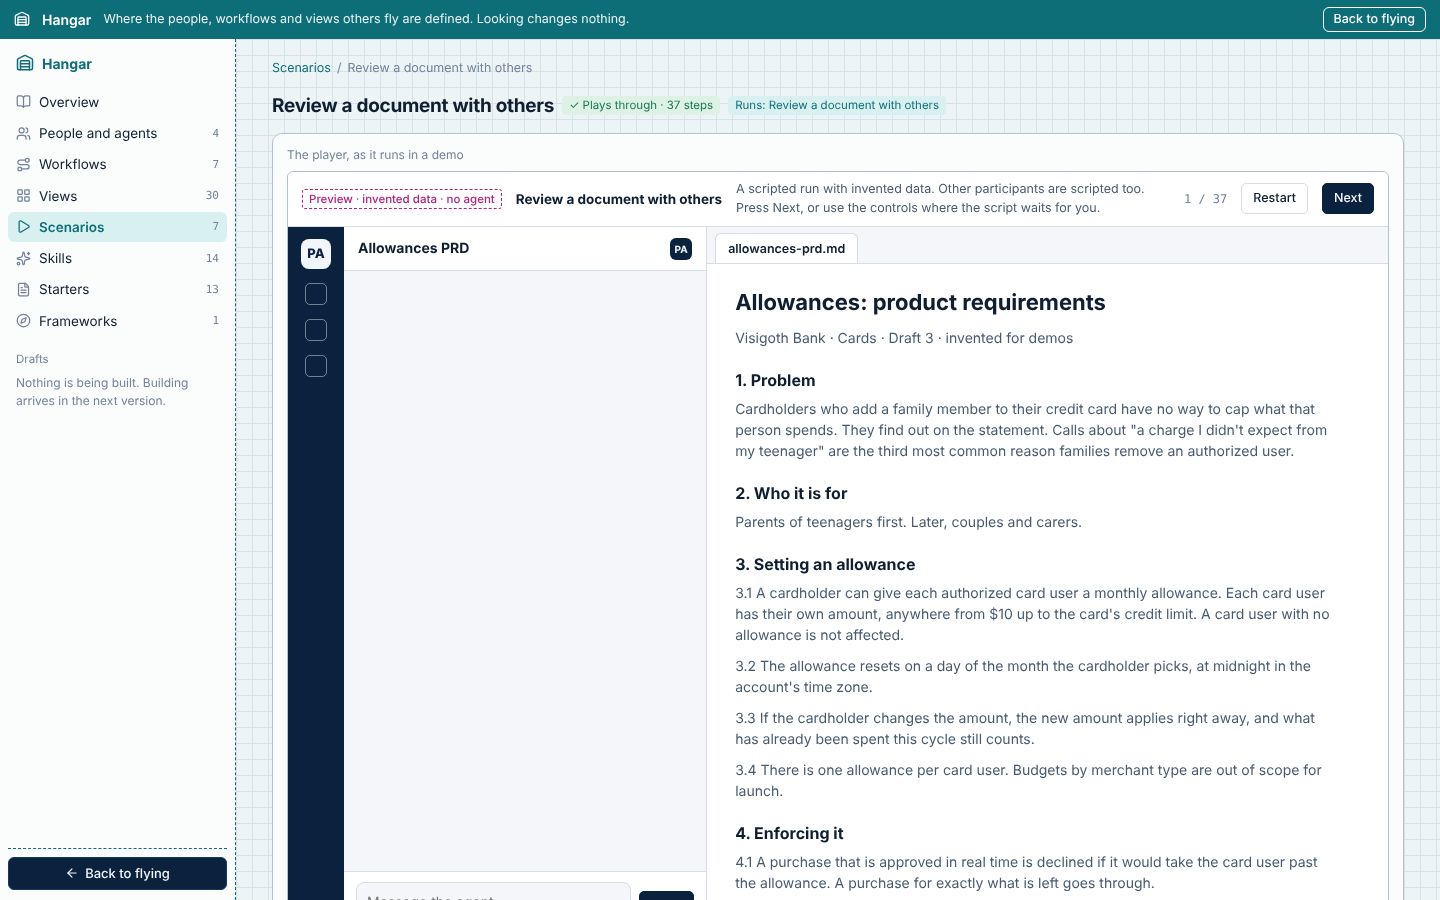 Hangar
Where the people, workflows and views others fly are defined. Looking changes nothing.
Back to flying
Hangar
Overview
People and agents 4
Workflows 7
Views 30
Scenarios 7
Skills 14
Starters 13
Frameworks 1
Drafts
Nothing is being built. Building
arrives in the next version.
Back to flying
Scenarios / Review a document with others
Review a document with others
Plays through · 37 steps
Runs: Review a document with others
The player, as it runs in a demo
Preview · invented data · no agent
Review a document with others
A scripted run with invented data. Other participants are scripted too.
Press Next, or use the controls where the script waits for you.
1 / 37
Restart
Next
PA
Allowances PRD
PA
allowances-prd.md
Allowances: product requirements
Visigoth Bank · Cards · Draft 3 · invented for demos
1. Problem
Cardholders who add a family member to their credit card have no way to cap what that
person spends. They find out on the statement. Calls about "a charge I didn't expect from
my teenager" are the third most common reason families remove an authorized user.
2. Who it is for
Parents of teenagers first. Later, couples and carers.
3. Setting an allowance
3.1 A cardholder can give each authorized card user a monthly allowance. Each card user
has their own amount, anywhere from $10 up to the card's credit limit. A card user with no
allowance is not affected.
3.2 The allowance resets on a day of the month the cardholder picks, at midnight in the
account's time zone.
3.3 If the cardholder changes the amount, the new amount applies right away, and what
has already been spent this cycle still counts.
3.4 There is one allowance per card user. Budgets by merchant type are out of scope for
launch.
4. Enforcing it
4.1 A purchase that is approved in real time is declined if it would take the card user past
the allowance. A purchase for exactly what is left goes through.
Message the agent